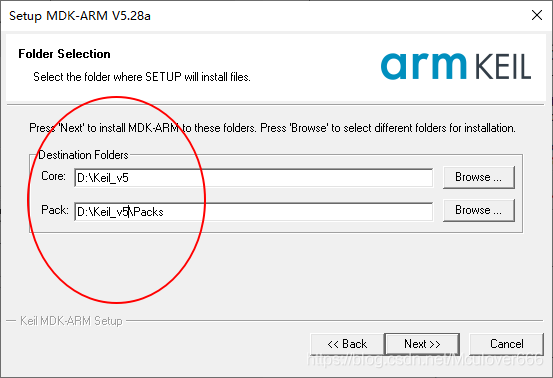 Setup MDK-ARM V5.28a
Folder Selection
Select the folder where SETUP will install files.
arm KEIL
Press 'Next' to install MDK-ARM to these folders. Press 'Browse' to select different folders for installation.
Destination Folders
Core: D:\Keil_v5 Browse ...
Pack: D:\Keil_v5\Packs Browse ...
Keil MDK-ARM Setup
<< Back Next >> Cancel
https://blog.csdn.net/Mculover666